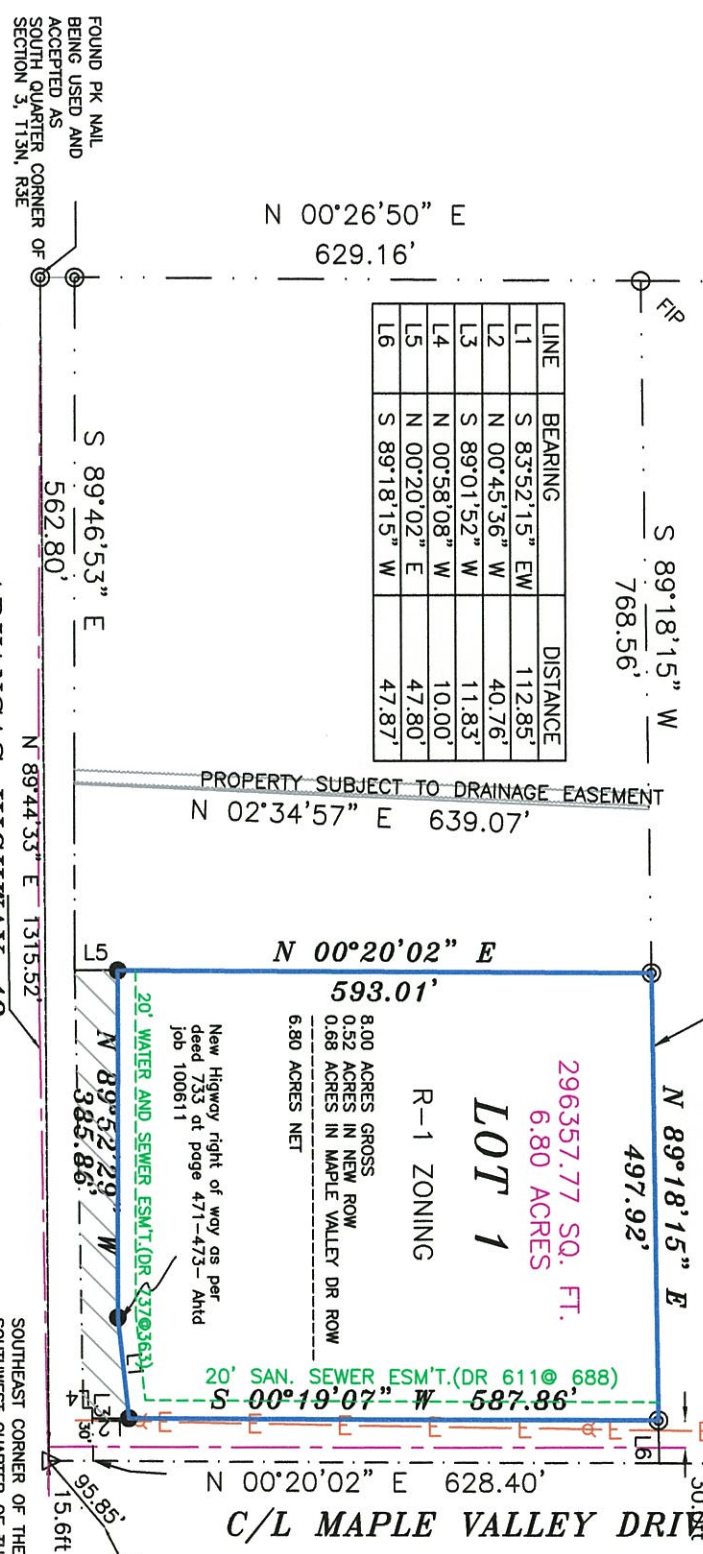 FOUND PK NAIL
BEING USED AND
ACCEPTED AS
SOUTH QUARTER CORNER OF
SECTION 3, T13N, R3E
N 00°26'50" E
629.16'
FIP
S 89°18'15" W
768.56'
LINE BEARING DISTANCE
L1 S 83°52'15" EW 112.85'
L2 N 00°45'36" W 40.76'
L3 S 89°01'52" W 11.83'
L4 N 00°58'08" W 10.00'
L5 N 00°20'02" E 47.80'
L6 S 89°18'15" W 47.87'
S 89°46'53" E
562.80'
PROPERTY SUBJECT TO DRAINAGE EASEMENT
N 02°34'57" E 639.07'
N 89°44'33" E 1315.52'
L5
N 00°20'02" E
593.01'
N 89°18'15" E
497.92'
296357.77 SQ. FT.
6.80 ACRES
LOT 1
R-1 ZONING
8.00 ACRES GROSS
0.52 ACRES IN NEW ROW
0.68 ACRES IN MAPLE VALLEY DR ROW
6.80 ACRES NET
New Higway right of way as per
deed 733 at page 471-473- Ahtd
job 100611
20' WATER AND SEWER ESM'T.(DR 737@363)
N 89°52'29" W
385.86'
L1
20' SAN. SEWER ESM'T.(DR 611@ 688)
S 00°19'07" W 587.86'
E E E E E
L6
L3
30'
N 00°20'02" E 628.40'
C/L MAPLE VALLEY DRIV
95.85'
15.6ft
SOUTHEAST CORNER OF THE